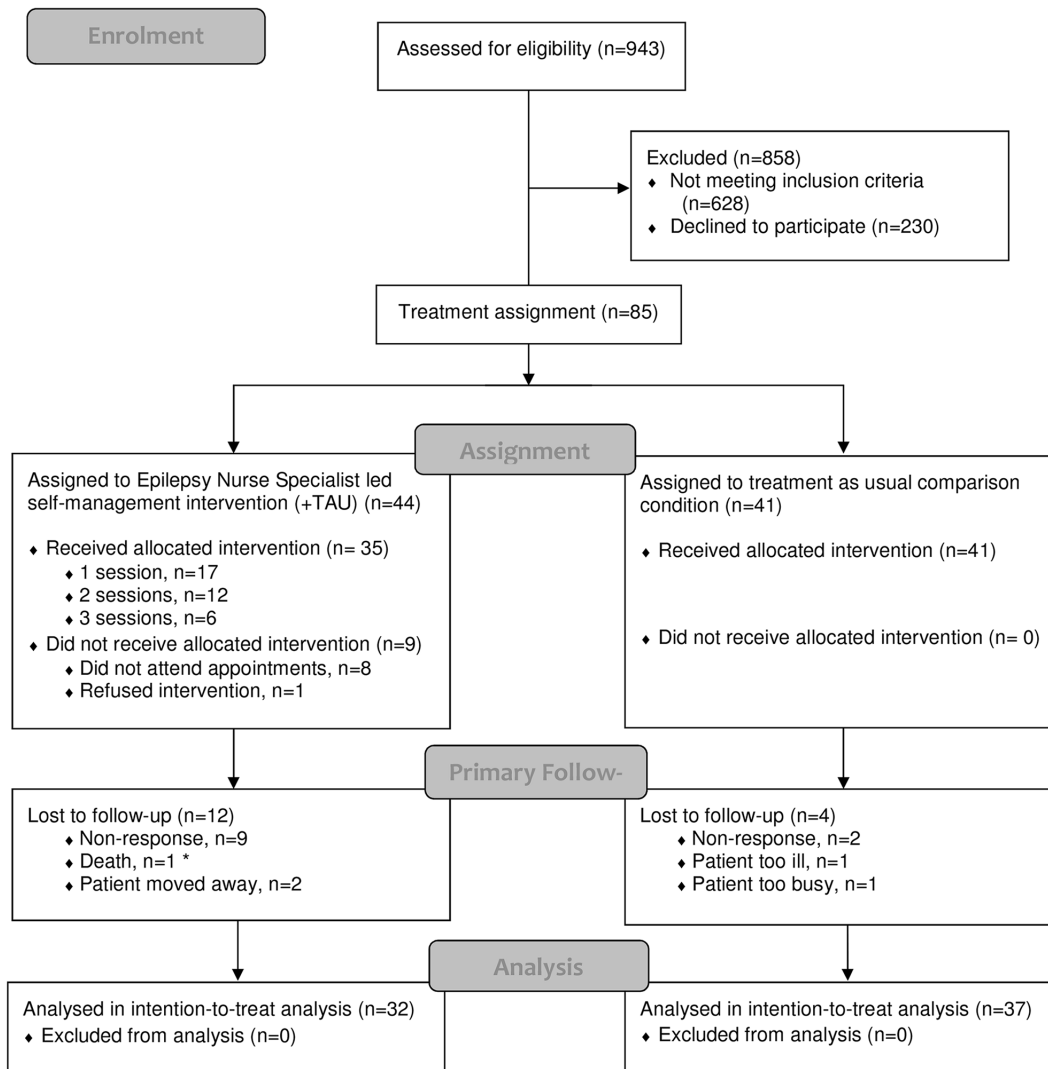 Enrolment
Assessed for eligibility (n=943)
Excluded (n=858)
♦ Not meeting inclusion criteria
(n=628)
♦ Declined to participate (n=230)
Treatment assignment (n=85)
Assignment
Assigned to Epilepsy Nurse Specialist led
self-management intervention (+TAU) (n=44)
♦ Received allocated intervention (n= 35)
♦ 1 session, n=17
♦ 2 sessions, n=12
♦ 3 sessions, n=6
♦ Did not receive allocated intervention (n=9)
♦ Did not attend appointments, n=8
♦ Refused intervention, n=1
Assigned to treatment as usual comparison
condition (n=41)
♦ Received allocated intervention (n=41)
♦ Did not receive allocated intervention (n= 0)
Primary Follow-
Lost to follow-up (n=12)
♦ Non-response, n=9
♦ Death, n=1 *
♦ Patient moved away, n=2
Lost to follow-up (n=4)
♦ Non-response, n=2
♦ Patient too ill, n=1
♦ Patient too busy, n=1
Analysis
Analysed in intention-to-treat analysis (n=32)
♦ Excluded from analysis (n=0)
Analysed in intention-to-treat analysis (n=37)
♦ Excluded from analysis (n=0)